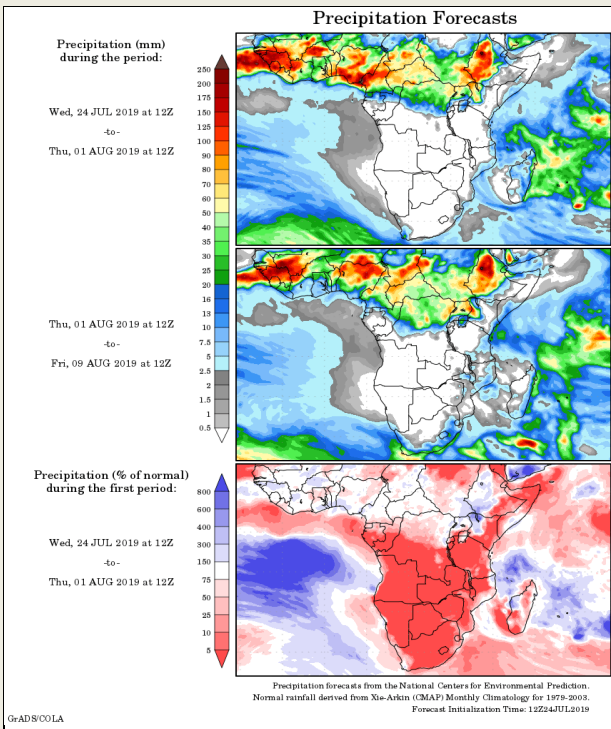 Precipitation Forecasts
Precipitation (mm)
during the period:
Wed, 24 JUL 2019 at 12Z
-to-
Thu, 01 AUG 2019 at 12Z
250
200
175
150
125
100
90
80
70
60
50
40
35
30
25
20
16
13
10
7.5
5
2.5
2
1.5
1
0.5
Thu, 01 AUG 2019 at 12Z
-to-
Fri, 09 AUG 2019 at 12Z
Precipitation (% of normal)
during the first period:
Wed, 24 JUL 2019 at 12Z
-to-
Thu, 01 AUG 2019 at 12Z
800
600
400
300
150
75
50
25
10
5
Precipitation forecasts from the National Centers for Environmental Prediction.
Normal rainfall derived from Xie-Arkin (CMAP) Monthly Climatology for 1979-2003.
Forecast Initialization Time: 12Z24JUL2019
GrADS/COLA